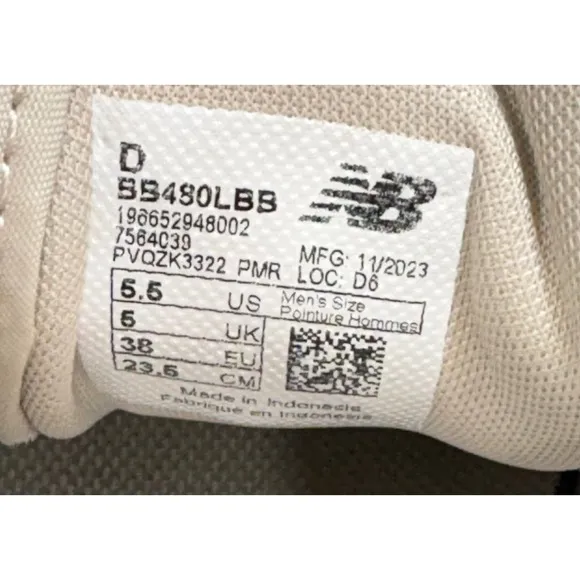 D
BB480LBB
196652948002
7564039
PVQZK3322 PMR
NB
MFG: 11/2023
LOC: D6
5.5 US
5 UK
38 EU
23.5 CM
Men's Size
Pointure Hommes
Made in Indonesia
Fabriqué en Indonésie